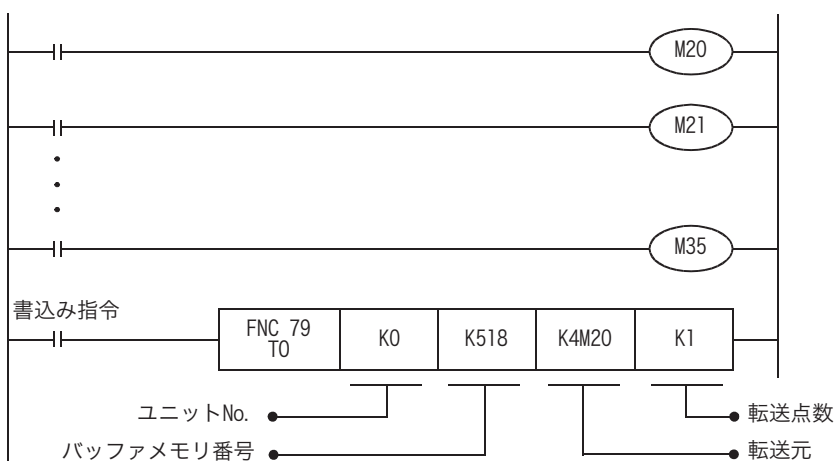 M20
M21
M35
書込み指令
FNC 79
TO
K0
K518
K4M20
K1
ユニットNo.
転送点数
バッファメモリ番号
転送元